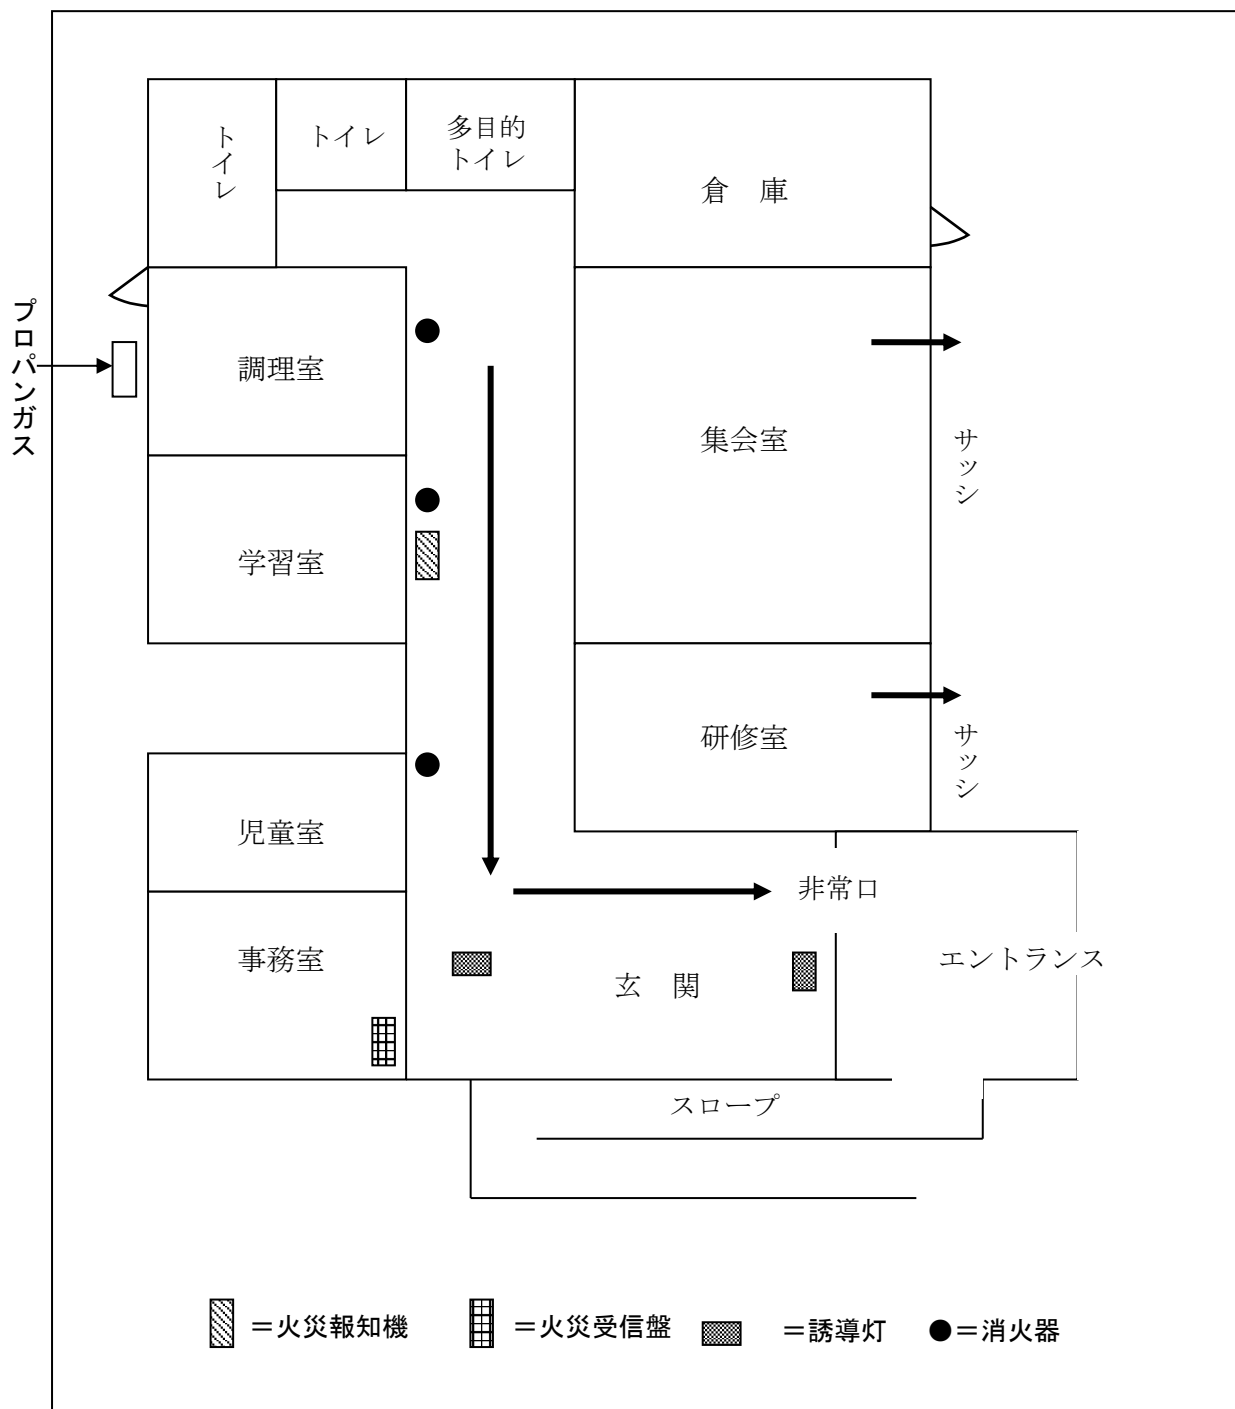 トイレ
トイレ
多目的
トイレ
倉　庫
プロパンガス
調理室
集会室
サッシ
学習室
研修室
サッシ
児童室
非常口
事務室
玄　関
エントランス
スロープ
＝火災報知機
＝火災受信盤
＝誘導灯
●＝消火器